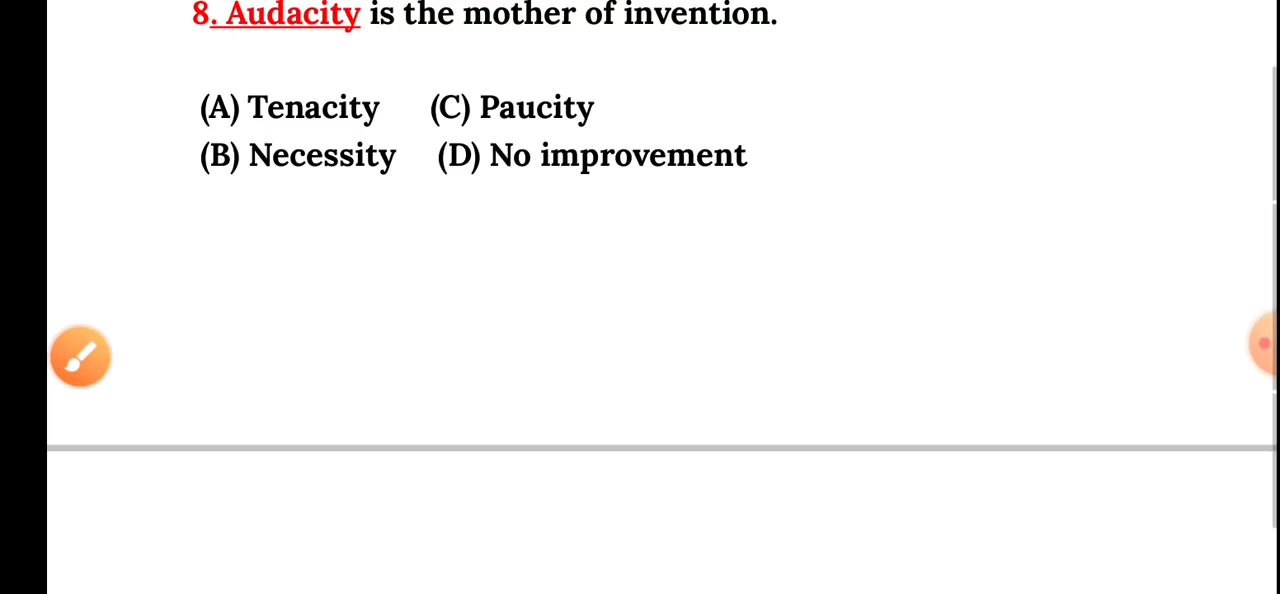 8. Audacity is the mother of invention.
(A) Tenacity (C) Paucity
(B) Necessity (D) No improvement